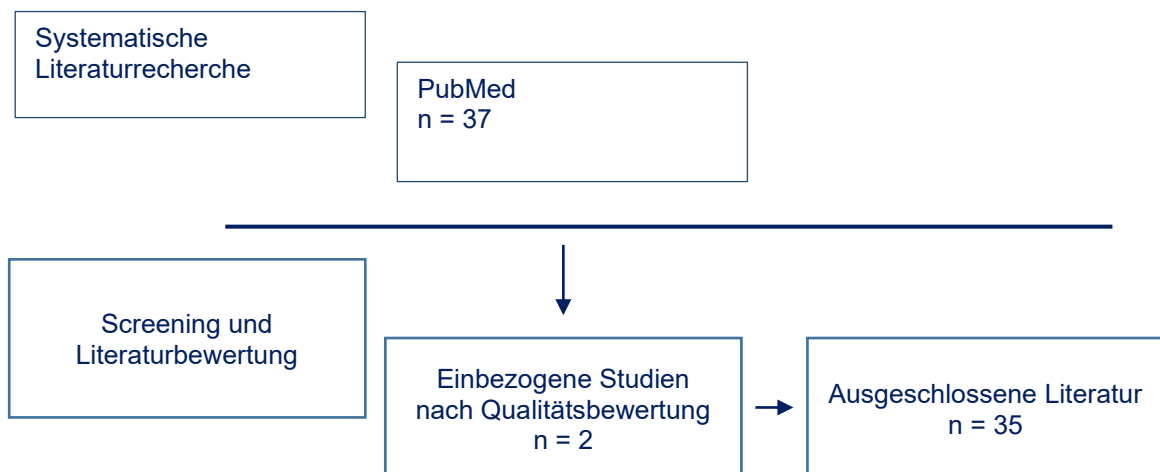 Systematische
Literaturrecherche
PubMed
n = 37
Screening und
Literaturbewertung
Einbezogene Studien
nach Qualitätsbewertung
n = 2
Ausgeschlossene Literatur
n = 35